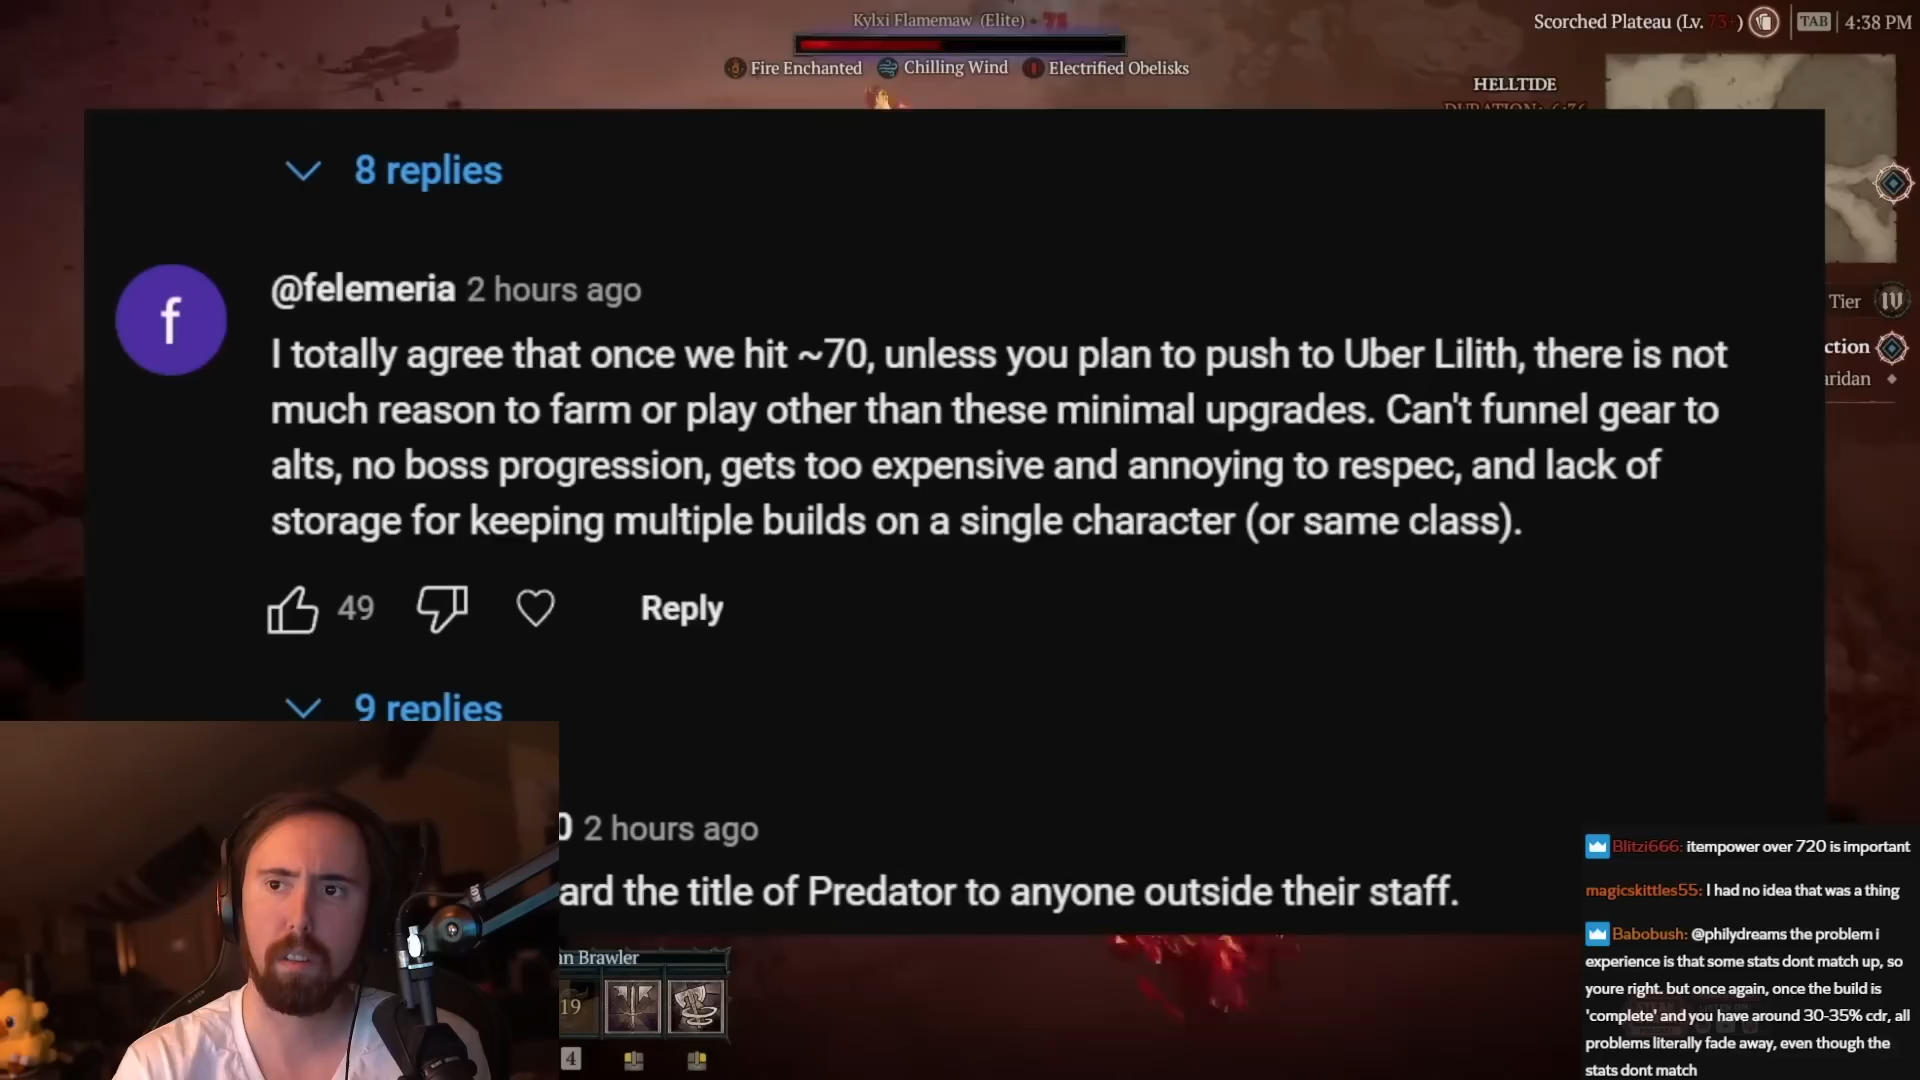 Kylxi Flamemaw (Elite)
Fire Enchanted Chilling Wind Electrified Obelisks
Scorched Plateau (Lv. 73+) TAB 4:38 PM
HELLTIDE
8 replies
@felemeria 2 hours ago
f
I totally agree that once we hit ~70, unless you plan to push to Uber Lilith, there is not
much reason to farm or play other than these minimal upgrades. Can't funnel gear to
alts, no boss progression, gets too expensive and annoying to respec, and lack of
storage for keeping multiple builds on a single character (or same class).
49 Reply
9 replies
Tier IV
ction
aridan
0 2 hours ago
ard the title of Predator to anyone outside their staff.
an Brawler
19
4
Blitzi666: itempower over 720 is important
magicskittles55: I had no idea that was a thing
Babobush: @philydreams the problem i
experience is that some stats dont match up, so
youre right. but once again, once the build is
'complete' and you have around 30-35% cdr, all
problems literally fade away, even though the
stats dont match